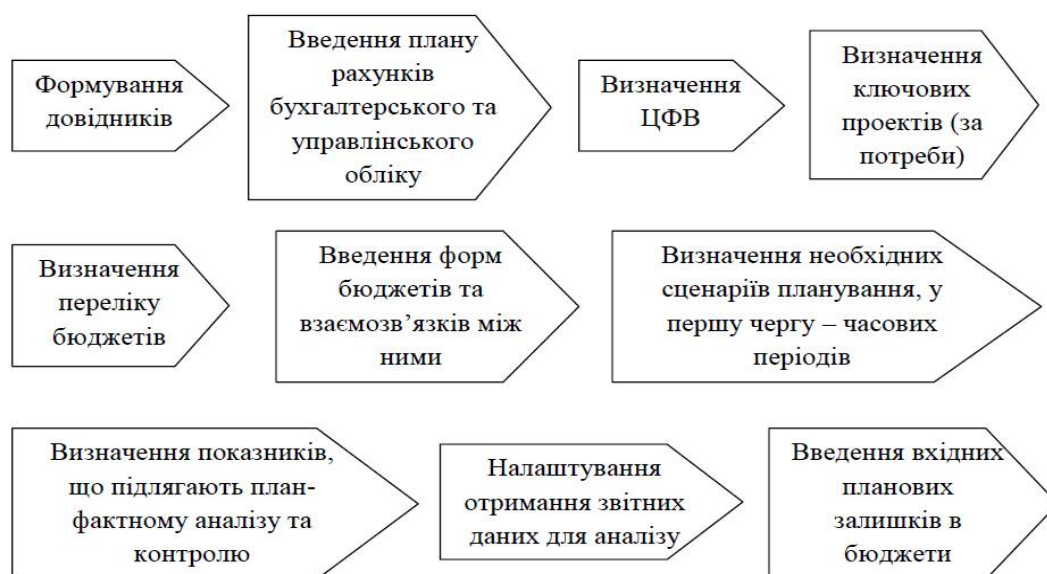 Формування
довідників
Введення плану
рахунків
бухгалтерського та
управлінського
обліку
Визначення
ЦФВ
Визначення
ключових
проектів (за
потреби)
Визначення
переліку
бюджетів
Введення форм
бюджетів та
взаємозв’язків між
ними
Визначення необхідних
сценаріїв планування, у
першу чергу – часових
періодів
Визначення показників,
що підлягають план-
фактному аналізу та
контролю
Налаштування
отримання звітних
даних для аналізу
Введення вхідних
планових
залишків в
бюджети